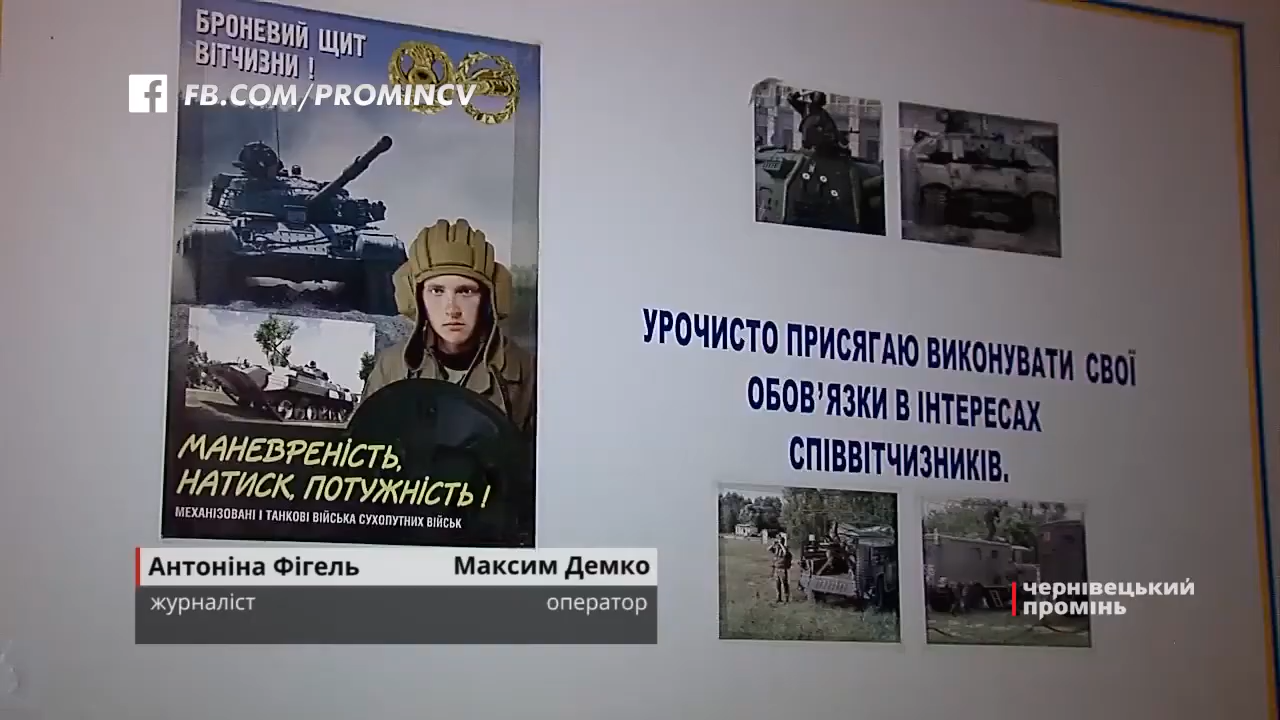 БРОНЕВИЙ ЩИТ
ВІТЧИЗНИ !
FB.COM/PROMINCV
МАНЕВРЕНІСТЬ,
НАТИСК, ПОТУЖНІСТЬ !
МЕХАНІЗОВАНІ І ТАНКОВІ ВІЙСЬКА СУХОПУТНИХ ВІЙСЬК
УРОЧИСТО ПРИСЯГАЮ ВИКОНУВАТИ СВОЇ
ОБОВ’ЯЗКИ В ІНТЕРЕСАХ
СПІВВІТЧИЗНИКІВ.
Антоніна Фігель
журналіст
Максим Демко
оператор
чернівецький
промінь